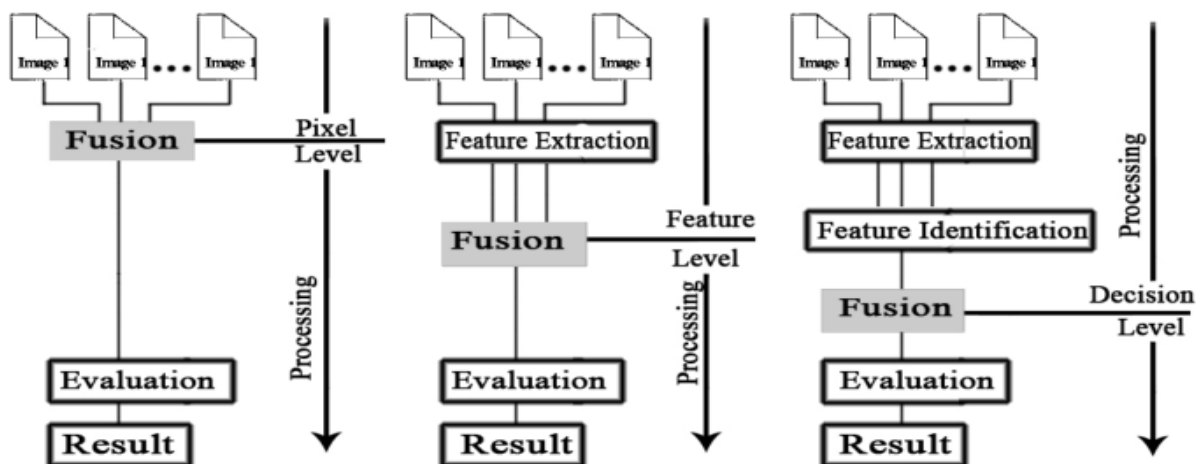 Image 1
Image 1
Image 1
Fusion
Pixel
Level
Processing
Evaluation
Result
Image 1
Image 1
Image 1
Feature Extraction
Fusion
Feature
Level
Processing
Evaluation
Result
Image 1
Image 1
Image 1
Feature Extraction
Feature Identification
Processing
Fusion
Decision
Level
Evaluation
Result